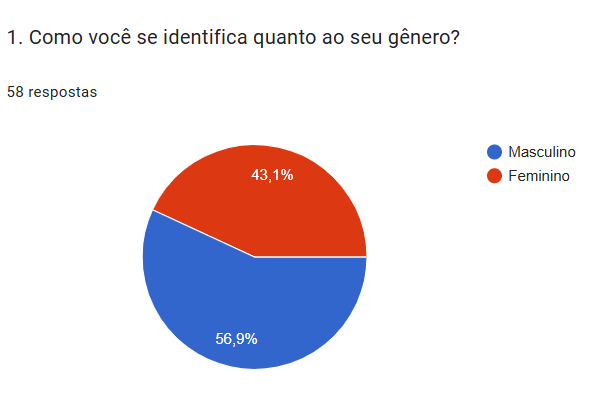 1. Como você se identifica quanto ao seu gênero?
58 respostas
Masculino
Feminino
43,1%
56,9%